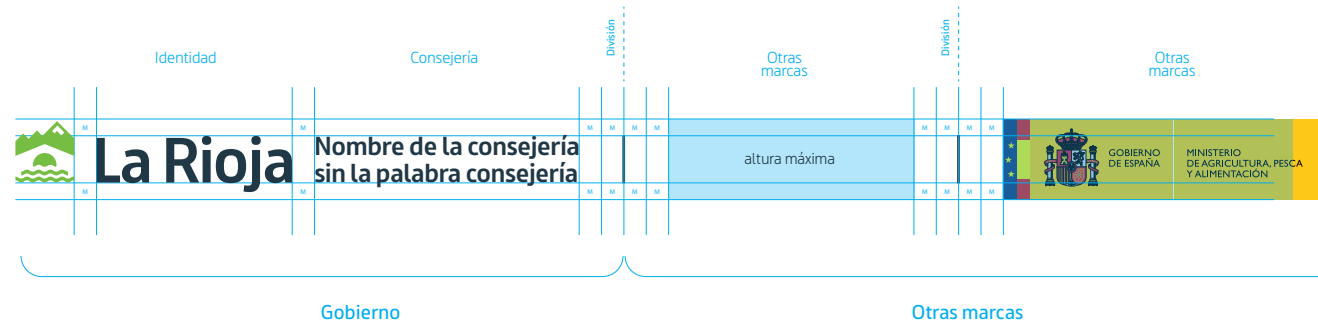 Identidad
Consejería
División
Otras
marcas
División
Otras
marcas
M M M M M M M M M
La Rioja
Nombre de la consejería
sin la palabra consejería
altura máxima
GOBIERNO
DE ESPAÑA
MINISTERIO
DE AGRICULTURA, PESCA
Y ALIMENTACIÓN
M M M M M M M M M
Gobierno
Otras marcas